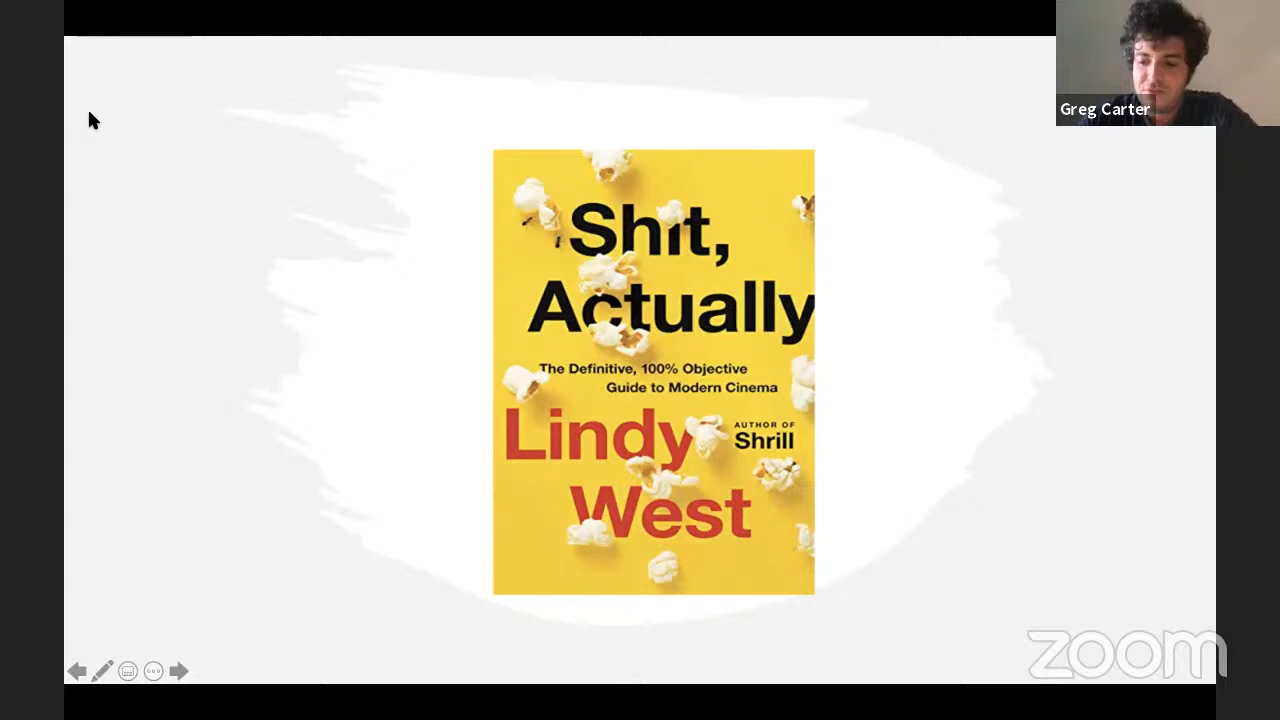 Greg Carter
Shit,
Actually
The Definitive, 100% Objective
Guide to Modern Cinema
Lindy
AUTHOR OF
Shrill
West
zoom